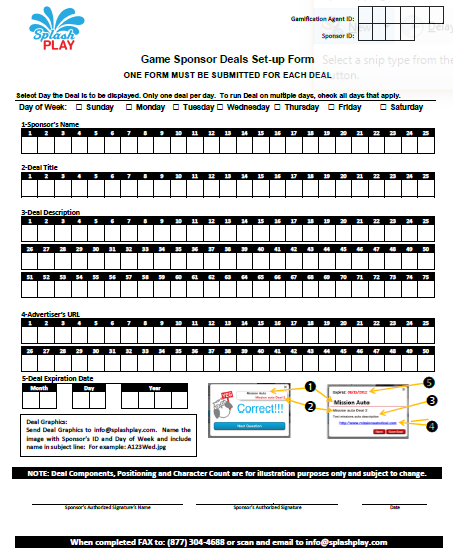 Splash
PLAY
Gamification Agent ID:
Sponsor ID:
Select a snip type from the
button.
Game Sponsor Deals Set-up Form
ONE FORM MUST BE SUBMITTED FOR EACH DEAL
Select Day the Deal is to be displayed. Only one deal per day. To run Deal on multiple days, check all days that apply.
Day of Week: ☐ Sunday ☐ Monday ☐ Tuesday ☐ Wednesday ☐ Thursday ☐ Friday ☐ Saturday
1-Sponsor's Name
1 2 3 4 5 6 7 8 9 10 11 12 13 14 15 16 17 18 19 20 21 22 23 24 25
2-Deal Title
1 2 3 4 5 6 7 8 9 10 11 12 13 14 15 16 17 18 19 20 21 22 23 24 25
3-Deal Description
1 2 3 4 5 6 7 8 9 10 11 12 13 14 15 16 17 18 19 20 21 22 23 24 25
26 27 28 29 30 31 32 33 34 35 36 37 38 39 40 41 42 43 44 45 46 47 48 49 50
51 52 53 54 55 56 57 58 59 60 61 62 63 64 65 66 67 68 69 70 71 72 73 74 75
4-Advertiser's URL
1 2 3 4 5 6 7 8 9 10 11 12 13 14 15 16 17 18 19 20 21 22 23 24 25
26 27 28 29 30 31 32 33 34 35 36 37 38 39 40 41 42 43 44 45 46 47 48 49 50
5-Deal Expiration Date
Month Day Year
Mission Auto
Mission Auto Deal 2
Correct!!!
Next Question
1
2
Mission Auto
Mission Auto Deal 2
5
3
4
Deal Graphics:
Send Deal Graphics to info@splashplay.com. Name the
image with Sponsor's ID and Day of Week and include
name in subject line: For example: A123Wed.jpg
NOTE: Deal Components, Positioning and Character Count are for illustration purposes only and subject to change.
Sponsor's Authorized Signature's Name
Sponsor's Authorized Signature
Date
When completed FAX to: (877) 304-4688 or scan and email to info@splashplay.com